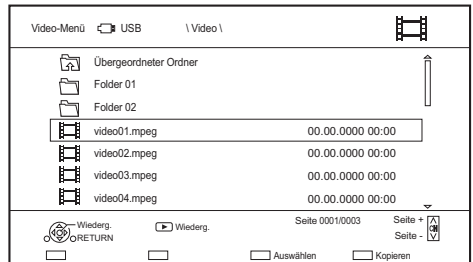 Video-Menü USB \ Video \
Übergeordneter Ordner
Folder 01
Folder 02
video01.mpeg 00.00.0000 00:00
video02.mpeg 00.00.0000 00:00
video03.mpeg 00.00.0000 00:00
video04.mpeg 00.00.0000 00:00
Wiederg. Wiederg. Seite 0001/0003 Seite +
RETURN Seite -
CH
Auswählen Kopieren